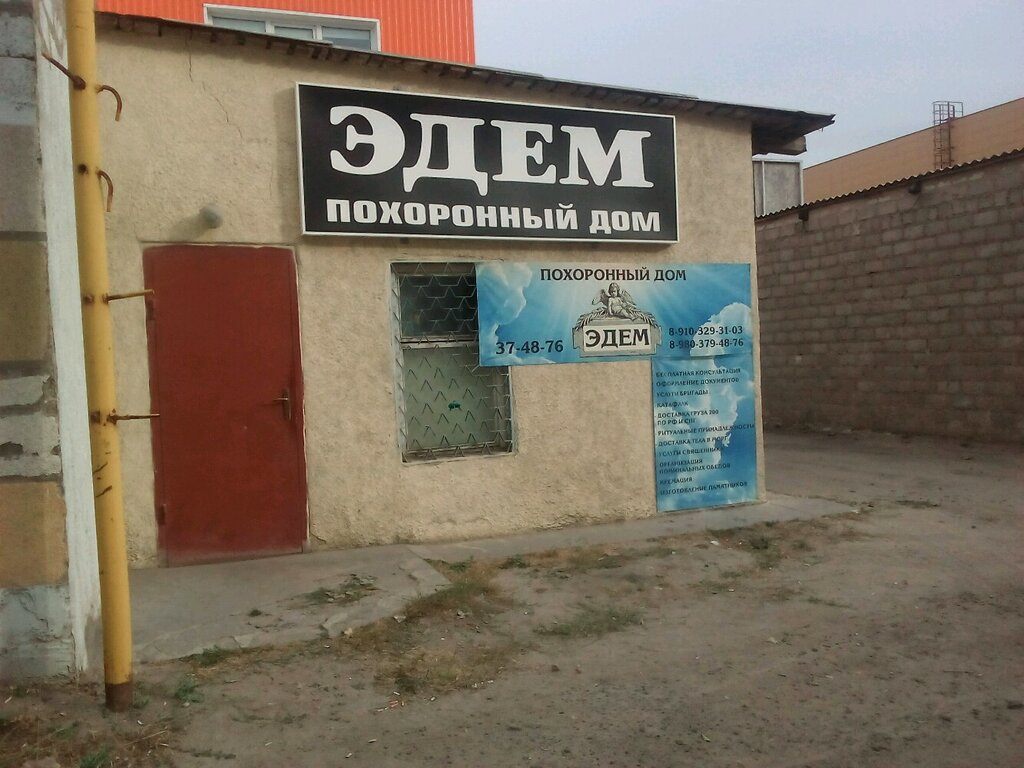 ЭДЕМ
ПОХОРОННЫЙ ДОМ
ПОХОРОННЫЙ ДОМ
ЭДЕМ
37-48-76
8-910-329-31-03
8-980-379-48-76
БЕСПЛАТНАЯ КОНСУЛЬТАЦИЯ
ОФОРМЛЕНИЕ ДОКУМЕНТОВ
УСЛУГИ БРИГАДЫ
КАТАФАЛК
ДОСТАВКА ГРУЗА 200
ПО РФ И СНГ
РИТУАЛЬНЫЕ ПРИНАДЛЕЖНОСТИ
ДОСТАВКА ТЕЛА В МОРГ
УСЛУГИ СВЯЩЕННИКА
ОРГАНИЗАЦИЯ
ПОМИНАЛЬНЫХ ОБЕДОВ
КРЕМАЦИЯ
ИЗГОТОВЛЕНИЕ ПАМЯТНИКОВ